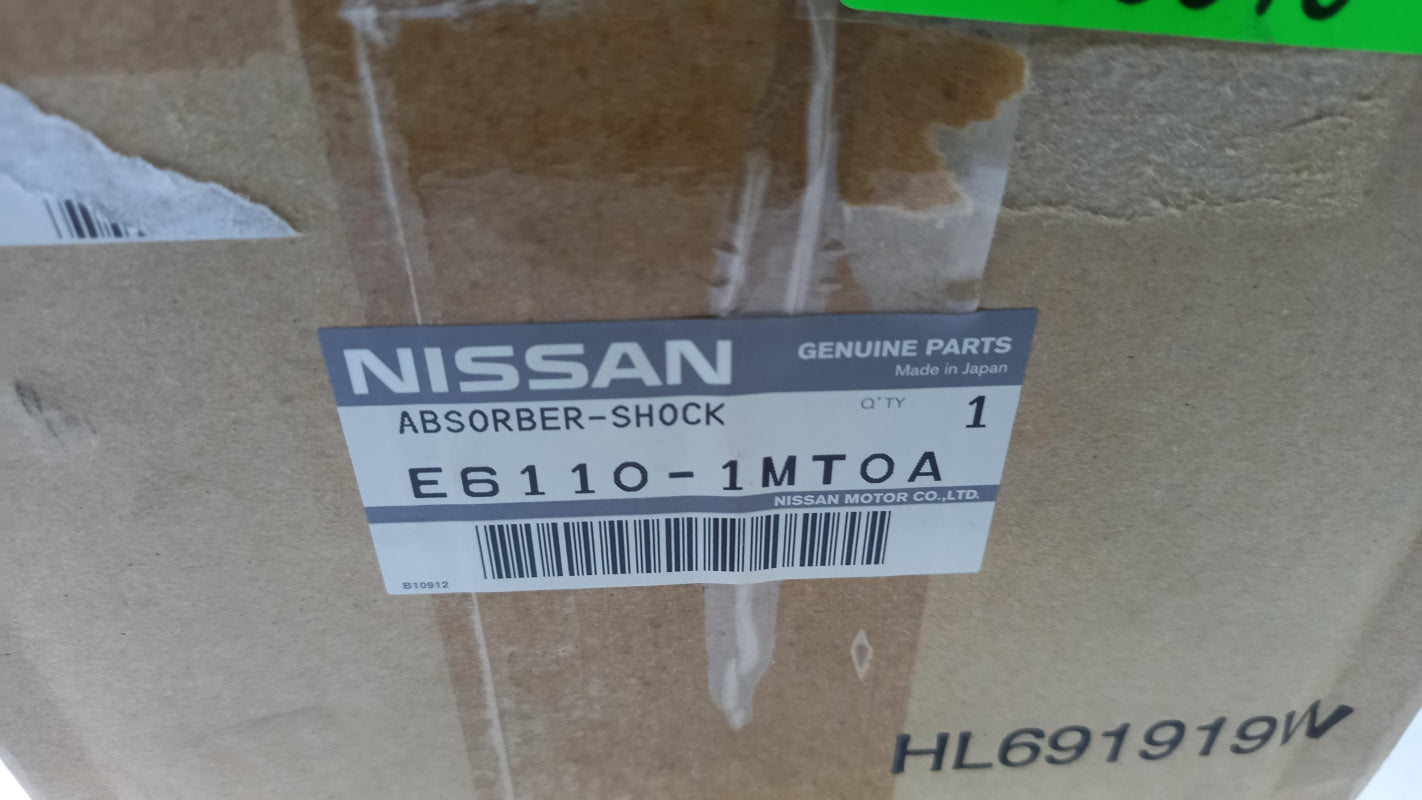 NISSAN
GENUINE PARTS
Made in Japan
ABSORBER-SHOCK
Q'TY 1
E6110-1MT0A
NISSAN MOTOR CO.,LTD.
B10912
HL691919W